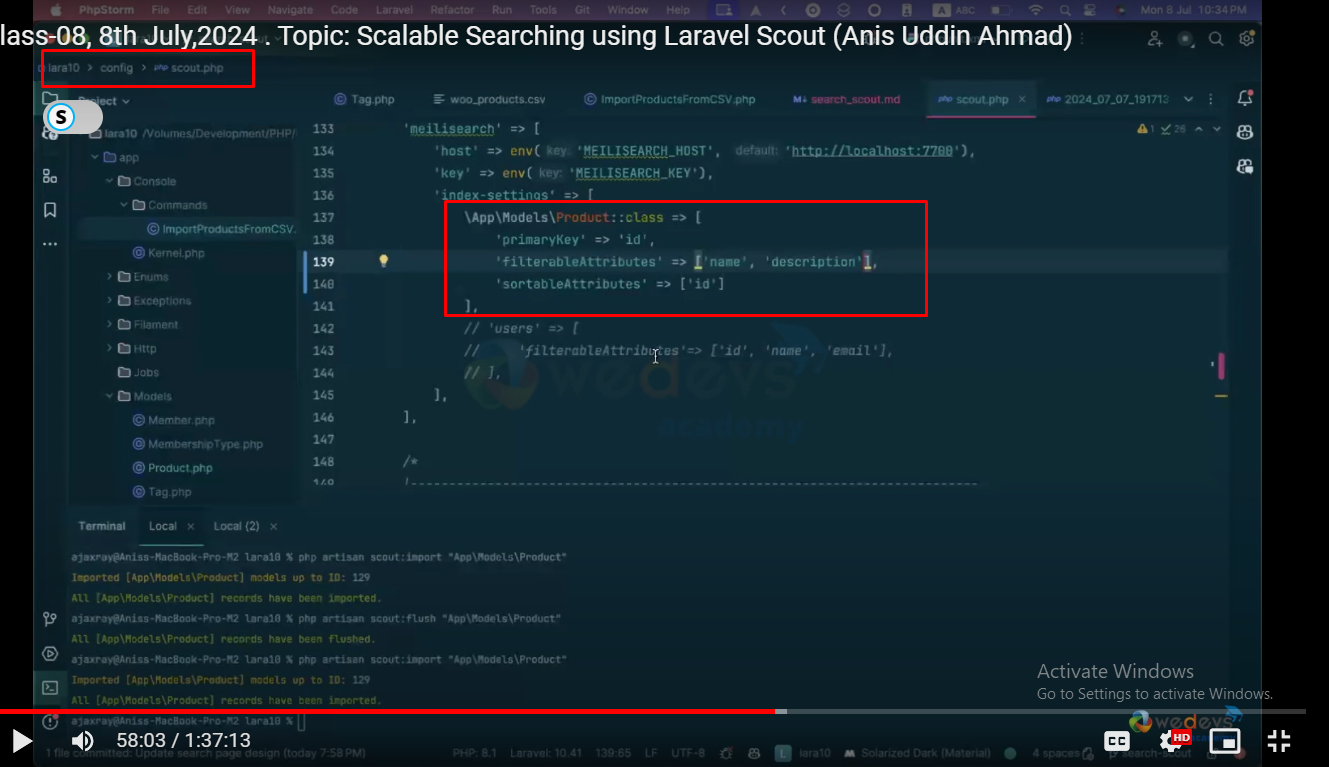 PhpStorm File Edit View Navigate Code Laravel Refactor Run Tools Git Window Help A ABC Mon 8 Jul 10:34 PM
lass-08, 8th July,2024 . Topic: Scalable Searching using Laravel Scout (Anis Uddin Ahmad)
lara10 > config > php scout.php
Project
S
Tag.php woo_products.csv ImportProductsFromCSV.php search_scout.md scout.php × 2024_07_07_191713
lara10 /Volumes/Development/PHP/
app
Console
Commands
ImportProductsFromCSV.
Kernel.php
Enums
Exceptions
Filament
Http
Jobs
Models
Member.php
MembershipType.php
Product.php
Tag.php
1 26
133 'meilisearch' => [
134 'host' => env( key: 'MEILISEARCH_HOST', default: 'http://localhost:7700'),
135 'key' => env( key: 'MEILISEARCH_KEY'),
136 'index-settings' => [
137 \App\Models\Product::class => [
138 'primaryKey' => 'id',
139 'filterableAttributes' => ['name', 'description'],
140 'sortableAttributes' => ['id']
141 ],
142 // 'users' => [
143 // 'filterableAttributes'=> ['id', 'name', 'email'],
144 // ],
145 ],
146 ],
147
148 /*
149 |--------------------------------------------------------------------------
wedevs
academy
Terminal Local × Local (2) ×
ajaxray@Aniss-MacBook-Pro-M2 lara10 % php artisan scout:import "App\Models\Product"
Imported [App\Models\Product] models up to ID: 129
All [App\Models\Product] records have been imported.
ajaxray@Aniss-MacBook-Pro-M2 lara10 % php artisan scout:flush "App\Models\Product"
All [App\Models\Product] records have been flushed.
ajaxray@Aniss-MacBook-Pro-M2 lara10 % php artisan scout:import "App\Models\Product"
Imported [App\Models\Product] models up to ID: 129
All [App\Models\Product] records have been imported.
ajaxray@Aniss-MacBook-Pro-M2 lara10 %
Activate Windows
Go to Settings to activate Windows.
wedevs
academy
58:03 / 1:37:13 CC HD
1 file committed: Update search page design (today 7:58 PM) PHP: 8.1 Laravel: 10.41 139:65 LF UTF-8 L lara10 Solarized Dark (Material) 4 spaces search-scout